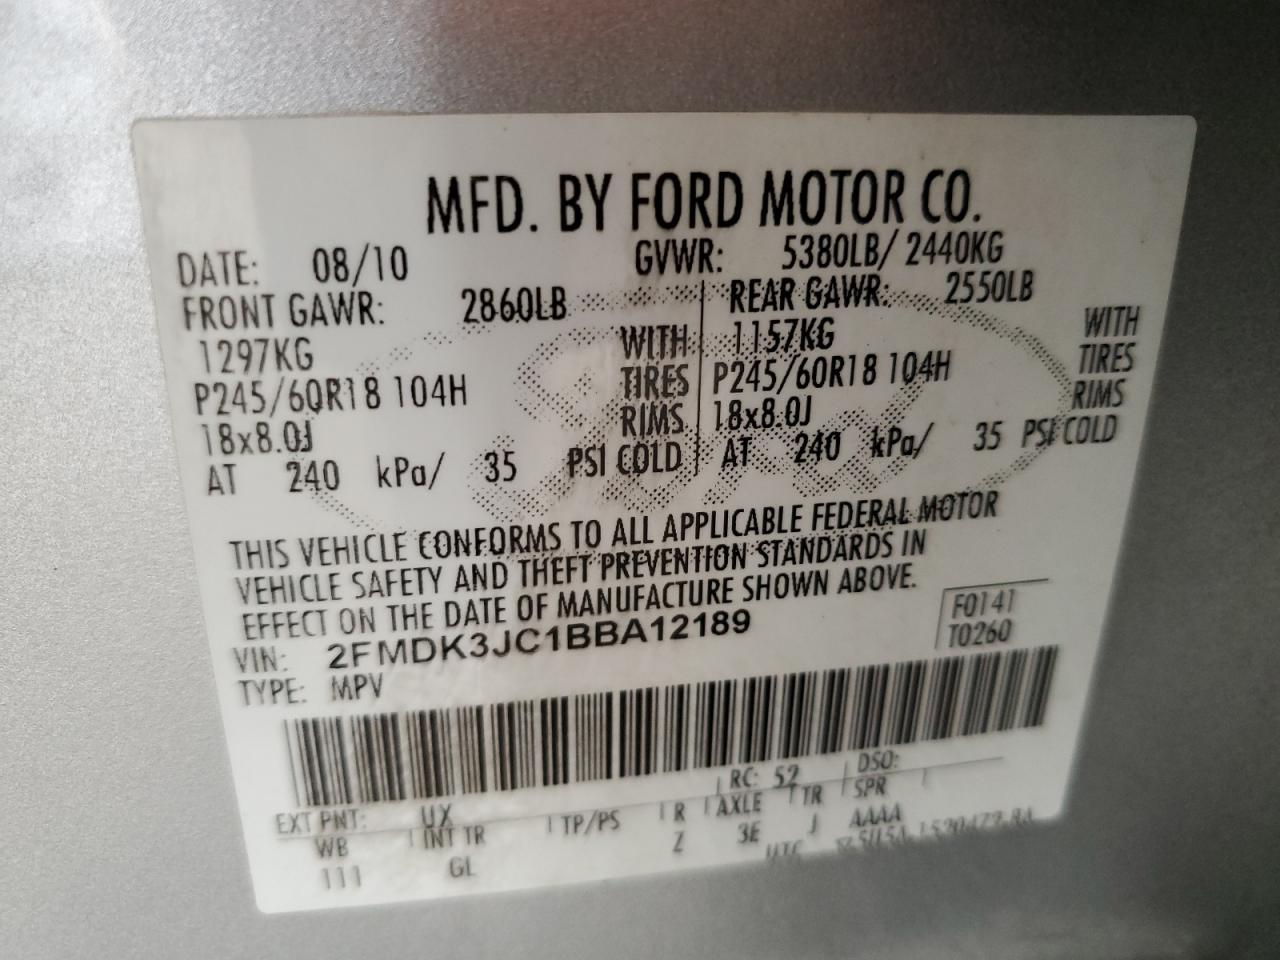 MFD. BY FORD MOTOR CO.
DATE: 08/10 GVWR: 5380LB/ 2440KG
FRONT GAWR: 2860LB REAR GAWR: 2550LB
1297KG WITH 1157KG WITH
P245/60R18 104H TIRES P245/60R18 104H TIRES
18x8.0J RIMS 18x8.0J RIMS
AT 240 kPa/ 35 PSI COLD AT 240 kPa/ 35 PSI COLD
THIS VEHICLE CONFORMS TO ALL APPLICABLE FEDERAL MOTOR
VEHICLE SAFETY AND THEFT PREVENTION STANDARDS IN
EFFECT ON THE DATE OF MANUFACTURE SHOWN ABOVE.
F0141
VIN: 2FMDK3JC1BBA12189 T0260
TYPE: MPV
EXT PNT: UX RC: 52 DSO:
WB INT TR TP/PS R AXLE TR SPR
111 GL Z 3E J AAAA
UTC